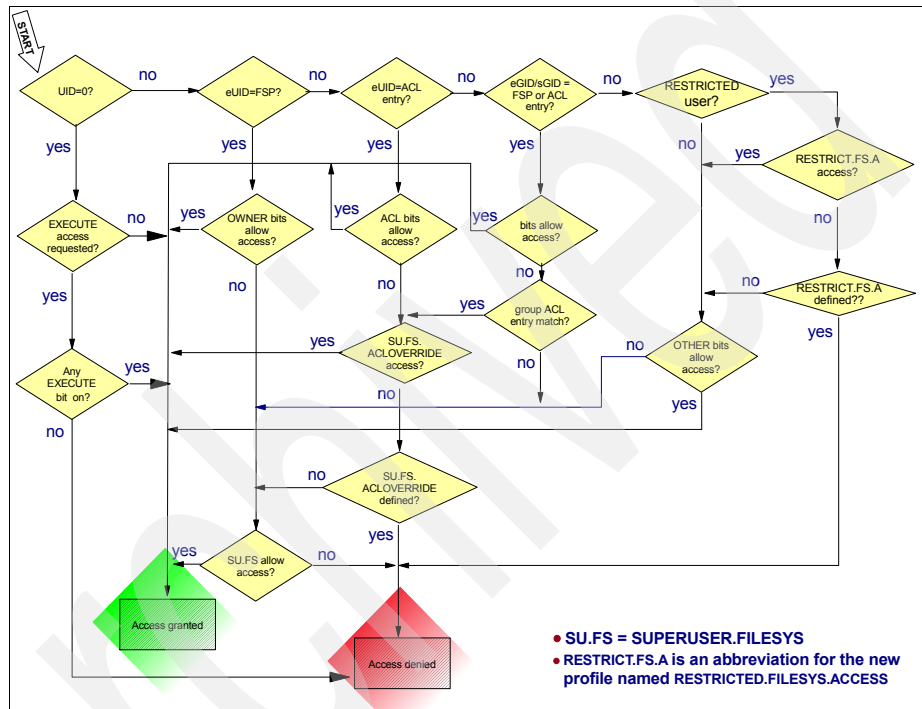 START
UID=0?
no
eUID=FSP?
no
eUID=ACL
entry?
no
eGID/sGID =
FSP or ACL
entry?
no
RESTRICTED
user?
yes
yes
yes
yes
yes
no
yes
RESTRICT.FS.A
access?
EXECUTE
access
requested?
no
yes
OWNER bits
allow
access?
yes
ACL bits
allow
access?
yes
bits allow
access?
no
yes
no
no
no
no
RESTRICT.FS.A
defined??
yes
group ACL
entry match?
yes
SU.FS.
ACLOVERRIDE
access?
yes
no
OTHER bits
allow
access?
Any
EXECUTE
bit on?
yes
no
no
yes
no
no
SU.FS.
ACLOVERRIDE
defined?
yes
yes
SU.FS allow
access?
no
Access granted
Access denied
SU.FS = SUPERUSER.FILESYS
RESTRICT.FS.A is an abbreviation for the new
profile named RESTRICTED.FILESYS.ACCESS
archived